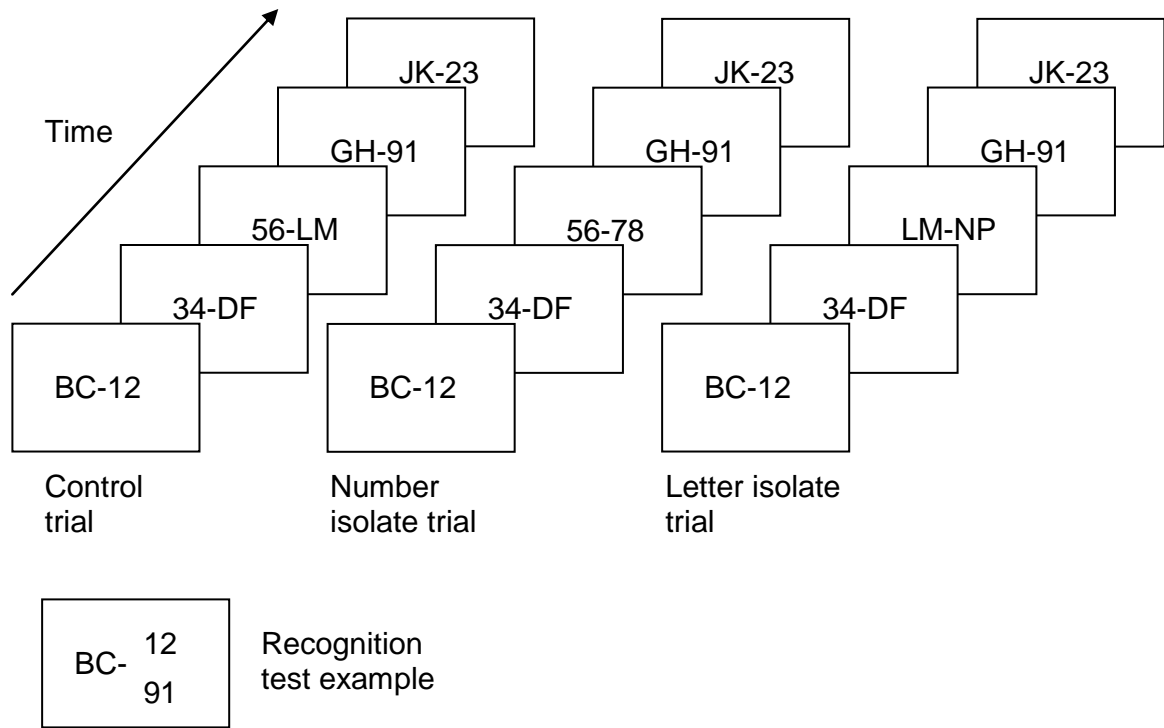 JK-23
JK-23
JK-23
Time
GH-91
GH-91
GH-91
56-LM
56-78
LM-NP
34-DF
34-DF
34-DF
BC-12
BC-12
BC-12
Control
trial
Number
isolate trial
Letter isolate
trial
BC-
12
91
Recognition
test example